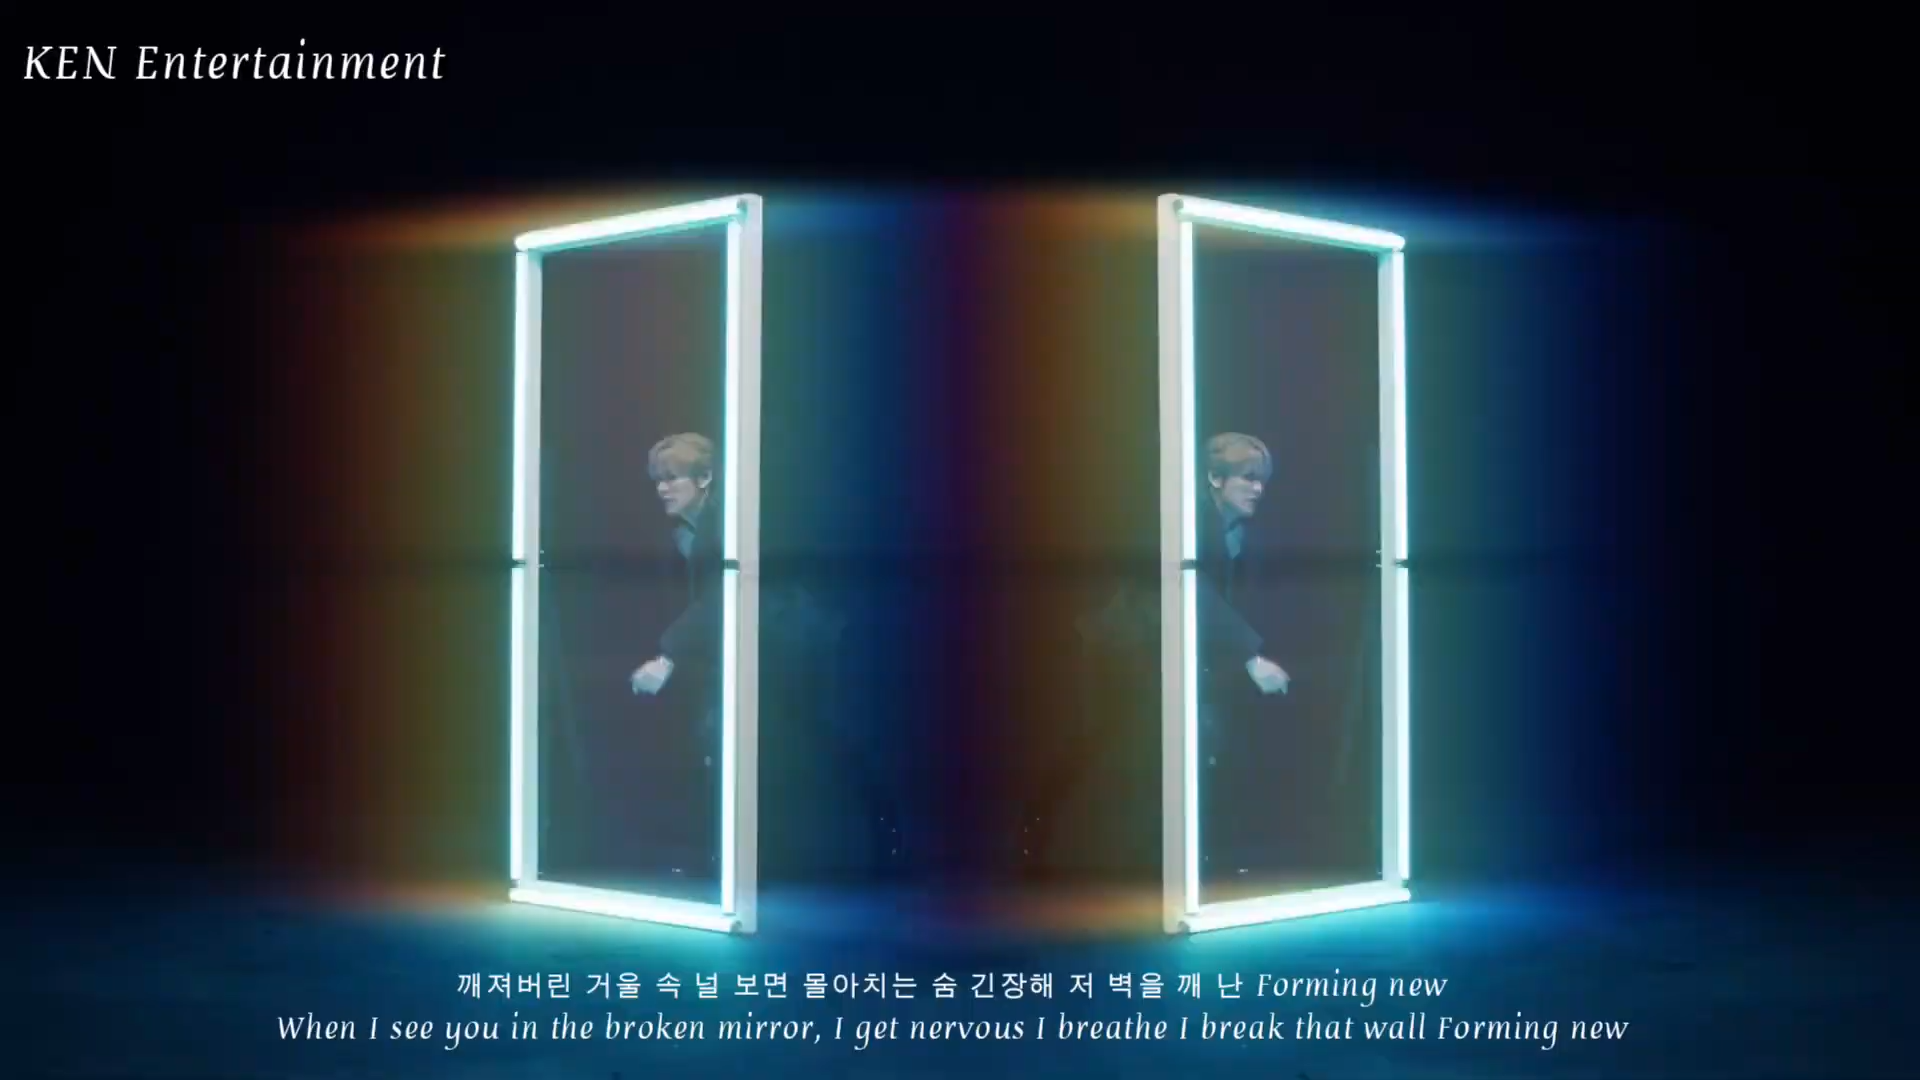 KEN Entertainment
깨져버린 거울 속 널 보면 몰아치는 숨 긴장해 저 벽을 깨 난 Forming new
When I see you in the broken mirror, I get nervous I breathe I break that wall Forming new